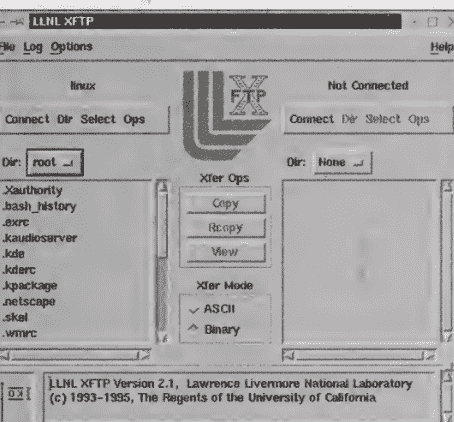 LLNL XFTP
File Log Options Help
linux
Connect Dir Select Ops
Dir: root
.Xauthority
.bash_history
.exrc
.kaudioserver
.kde
.kderc
.kpackage
.netscape
.skel
.wmrc
X
FTP
Xfer Ops
Copy
Rcopy
View
Xfer Mode
ASCII
Binary
Not Connected
Connect Dir Select Ops
Dir: None
LLNL XFTP Version 2.1, Lawrence Livermore National Laboratory
(c) 1993-1995, The Regents of the University of California